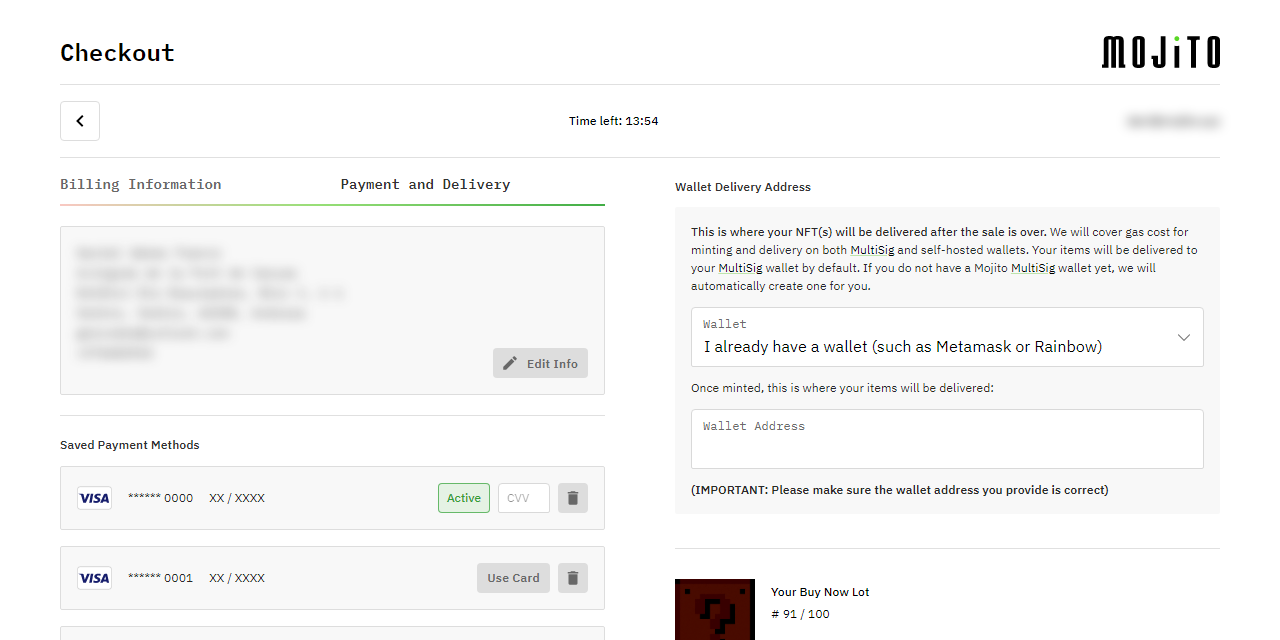 Checkout
MOJiTO
Time left: 13:54
Billing Information
Payment and Delivery
Edit Info
Saved Payment Methods
VISA ****** 0000 XX / XXXX Active CVV
VISA ****** 0001 XX / XXXX Use Card
Wallet Delivery Address
This is where your NFT(s) will be delivered after the sale is over. We will cover gas cost for
minting and delivery on both MultiSig and self-hosted wallets. Your items will be delivered to
your MultiSig wallet by default. If you do not have a Mojito MultiSig wallet yet, we will
automatically create one for you.
Wallet
I already have a wallet (such as Metamask or Rainbow)
Once minted, this is where your items will be delivered:
Wallet Address
(IMPORTANT: Please make sure the wallet address you provide is correct)
Your Buy Now Lot
# 91 / 100